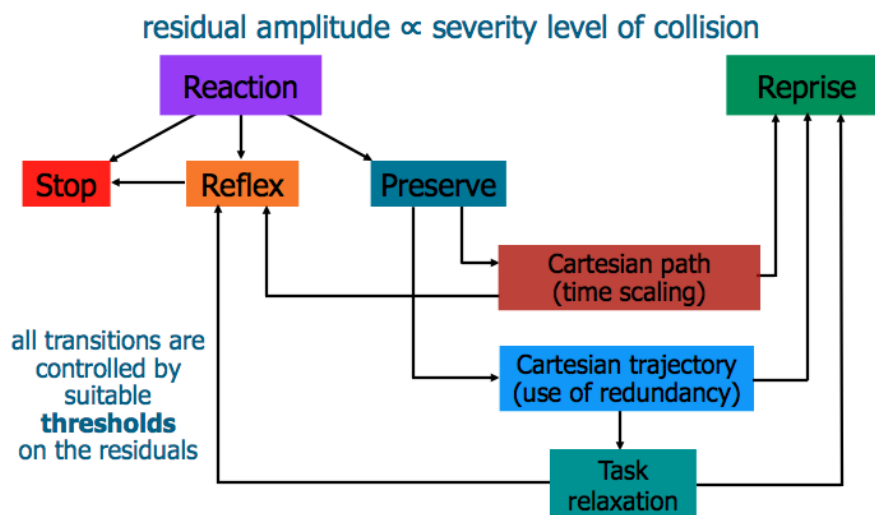 residual amplitude ∝ severity level of collision
Reaction
Reprise
Stop
Reflex
Preserve
Cartesian path
(time scaling)
all transitions are
controlled by
suitable
thresholds
on the residuals
Cartesian trajectory
(use of redundancy)
Task
relaxation